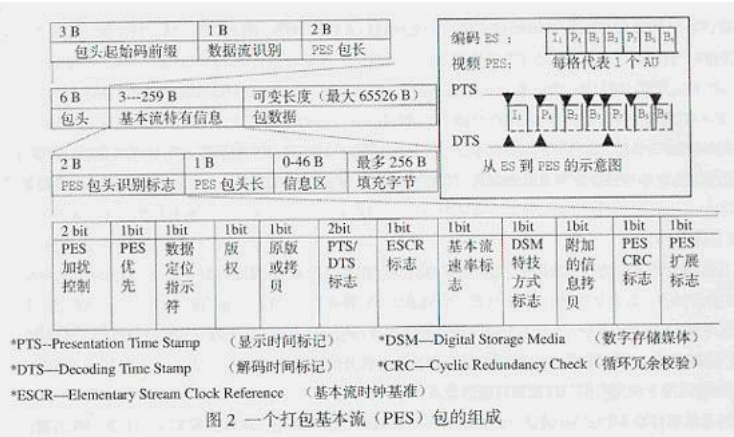 3 B 1 B 2 B
包头起始码前缀 数据流识别 PES 包长
6 B 3---259 B 可变长度（最大 65526 B）
包头 基本流特有信息 包数据
2 B 1 B 0-46 B 最多 256 B
PES 包头识别标志 PES 包头长 信息区 填充字节
编码 ES： I₁ P₄ B₂ B₃ P₇ B₅ B₆
视频 PES： 每格代表 1 个 AU
PTS
I₁ P₄ B₂ B₃ P₇ B₅ B₆
DTS
从 ES 到 PES 的示意图
2 bit 1bit 1bit 1bit 1bit 2bit 1bit 1bit 1bit 1bit 1bit 1bit
PES PES 数据 版 原版 PTS/ ESCR 基本流 DSM 附加 PES PES
加扰 优 定位 权 或拷 DTS 标志 速率标 特技 的信 CRC 扩展
控制 先 指示 贝 标志 志 方式 息拷 标志 标志
符 标志 贝
*PTS--Presentation Time Stamp （显示时间标记） *DSM—Digital Storage Media （数字存储媒体）
*DTS—Decoding Time Stamp （解码时间标记） *CRC—Cyclic Redundancy Check（循环冗余校验）
*ESCR—Elementary Stream Clock Reference （基本流时钟基准）
图 2 一个打包基本流（PES）包的组成